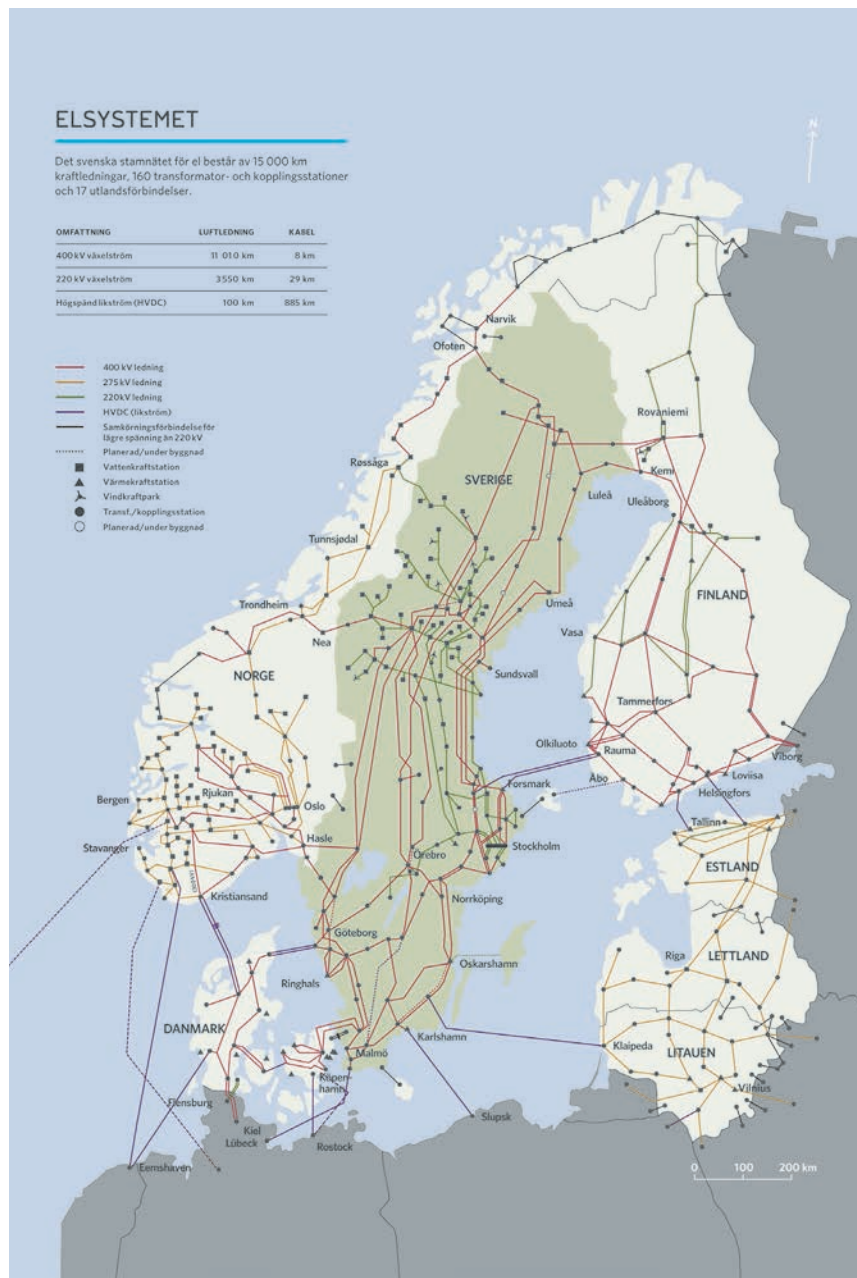 ELSYSTEMET
Det svenska stamnätet för el består av 15 000 km
kraftledningar, 160 transformator- och kopplingsstationer
och 17 utlandsförbindelser.
OMFATTNING LUFTLEDNING KABEL
400 kV växelström 11 010 km 8 km
220 kV växelström 3 550 km 29 km
Högspänd likström (HVDC) 100 km 885 km
400 kV ledning
275 kV ledning
220 kV ledning
HVDC (likström)
Samkörningsförbindelse för
lägre spänning än 220 kV
Planerad/under byggnad
Vattenkraftstation
Värmekraftstation
Vindkraftpark
Transf./kopplingsstation
Planerad/under byggnad
N
Narvik
Ofoten
Rovaniemi
Røssåga
Kemi
SVERIGE
Luleå
Uleåborg
Tunnsjødal
FINLAND
Trondheim
Umeå
Nea
Vasa
NORGE
Sundsvall
Tammerfors
Olkiluoto
Rauma
Viborg
Åbo
Loviisa
Forsmark
Helsingfors
Bergen
Rjukan
Oslo
Tallinn
Hasle
Stavanger
Stockholm
Örebro
ESTLAND
Kristiansand
Norrköping
Göteborg
Riga
LETTLAND
Oskarshamn
Ringhals
DANMARK
Karlshamn
Klaipeda
LITAUEN
Malmö
Köpen-
hamn
Vilnius
Flensburg
Kiel
Slupsk
Lübeck
Rostock
Eemshaven
0 100 200 km